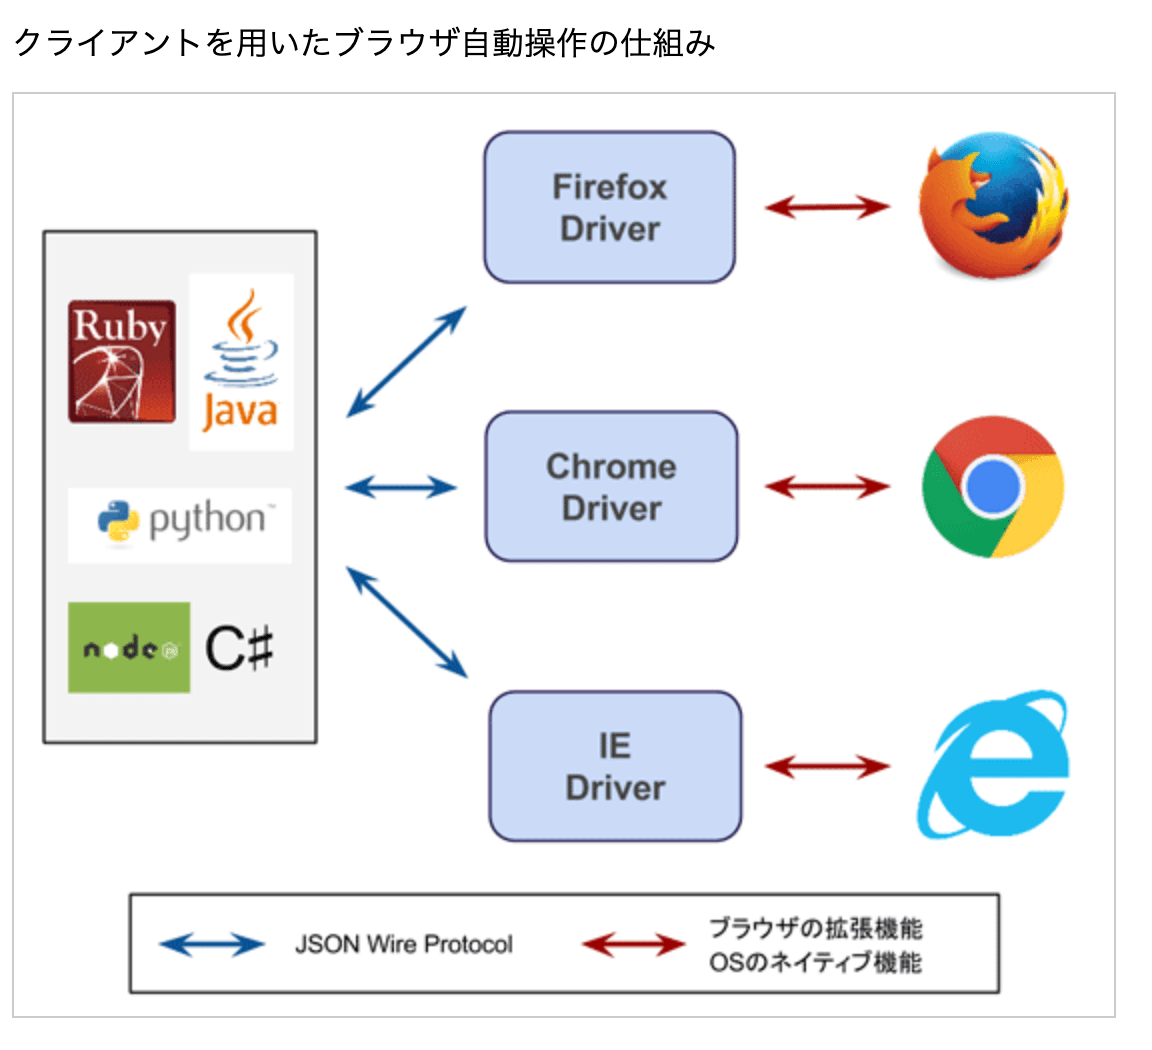 クライアントを用いたブラウザ自動操作の仕組み
Firefox
Driver
Ruby
Java
python™
node
JS
C#
Chrome
Driver
IE
Driver
JSON Wire Protocol
ブラウザの拡張機能
OSのネイティブ機能